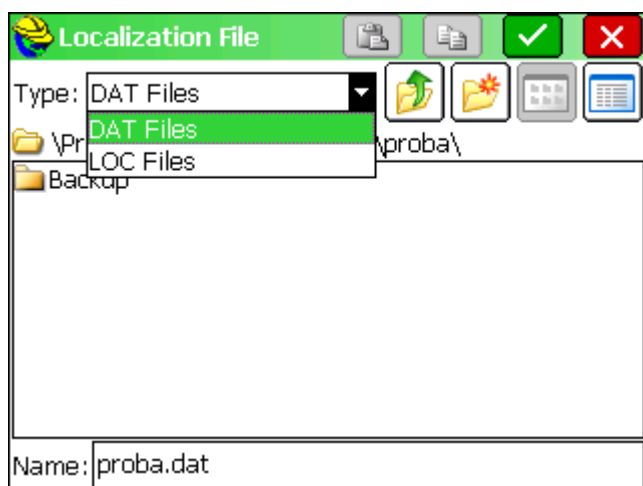 Localization File
Type: DAT Files
DAT Files
\Pr \proba\
LOC Files
Backup
Name: proba.dat